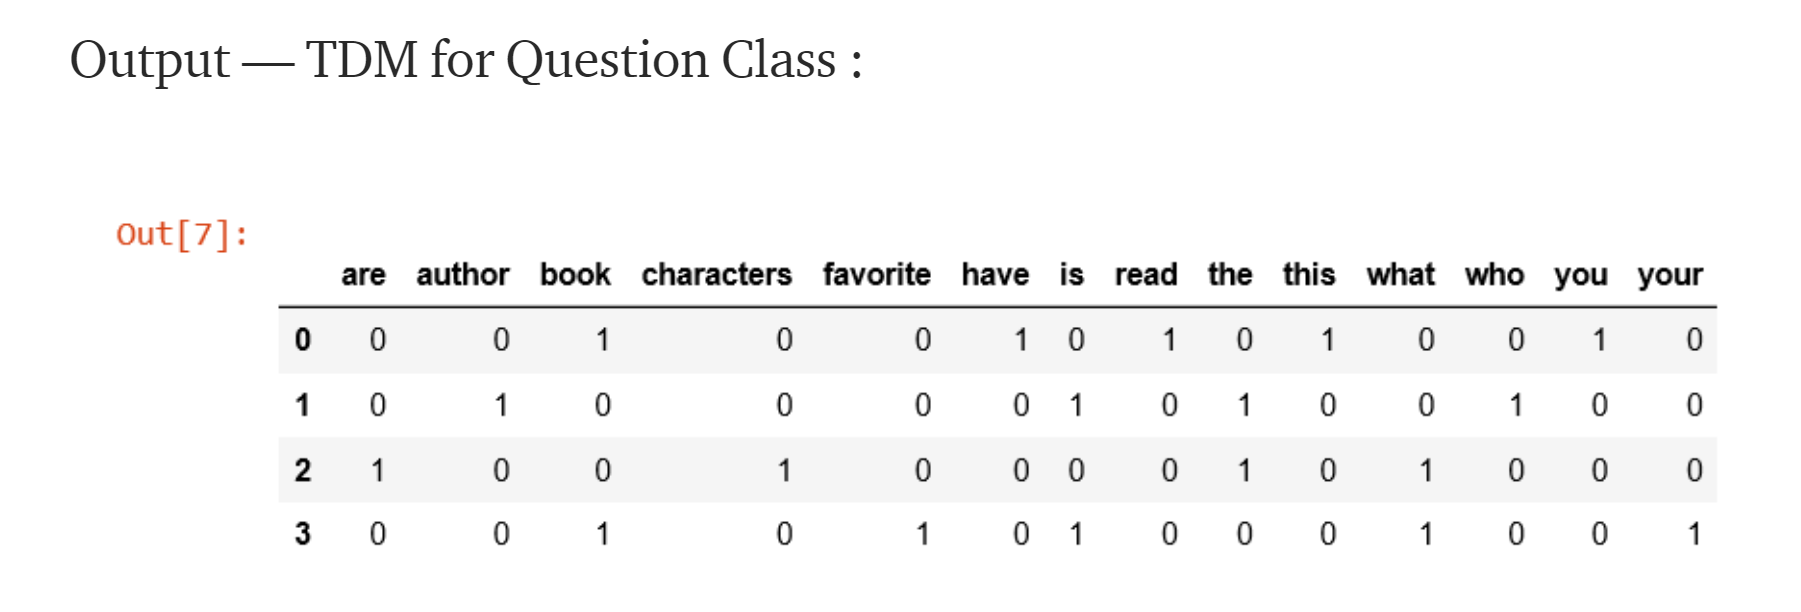 Output — TDM for Question Class :
Out[7]:
are author book characters favorite have is read the this what who you your
0 0 0 1 0 0 1 0 1 0 1 0 0 1 0
1 0 1 0 0 0 0 1 0 1 0 0 1 0 0
2 1 0 0 1 0 0 0 0 1 0 1 0 0 0
3 0 0 1 0 1 0 1 0 0 0 1 0 0 1